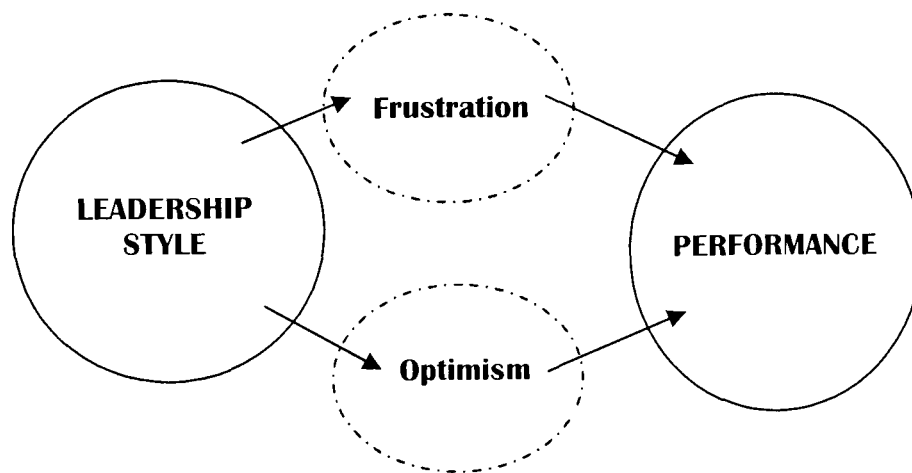 Frustration
LEADERSHIP
STYLE
PERFORMANCE
Optimism